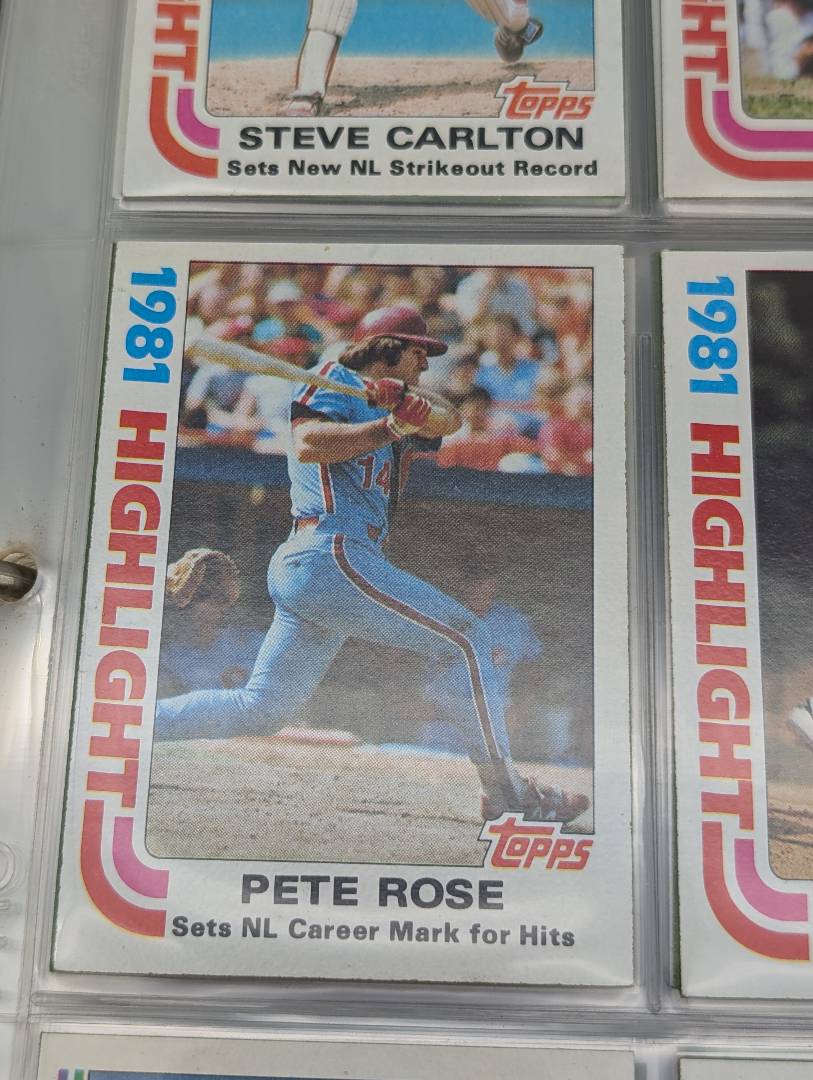 GHT
topps
STEVE CARLTON
Sets New NL Strikeout Record
1981 HIGHLIGHT
14
topps
PETE ROSE
Sets NL Career Mark for Hits
1981 HIGHLIGHT